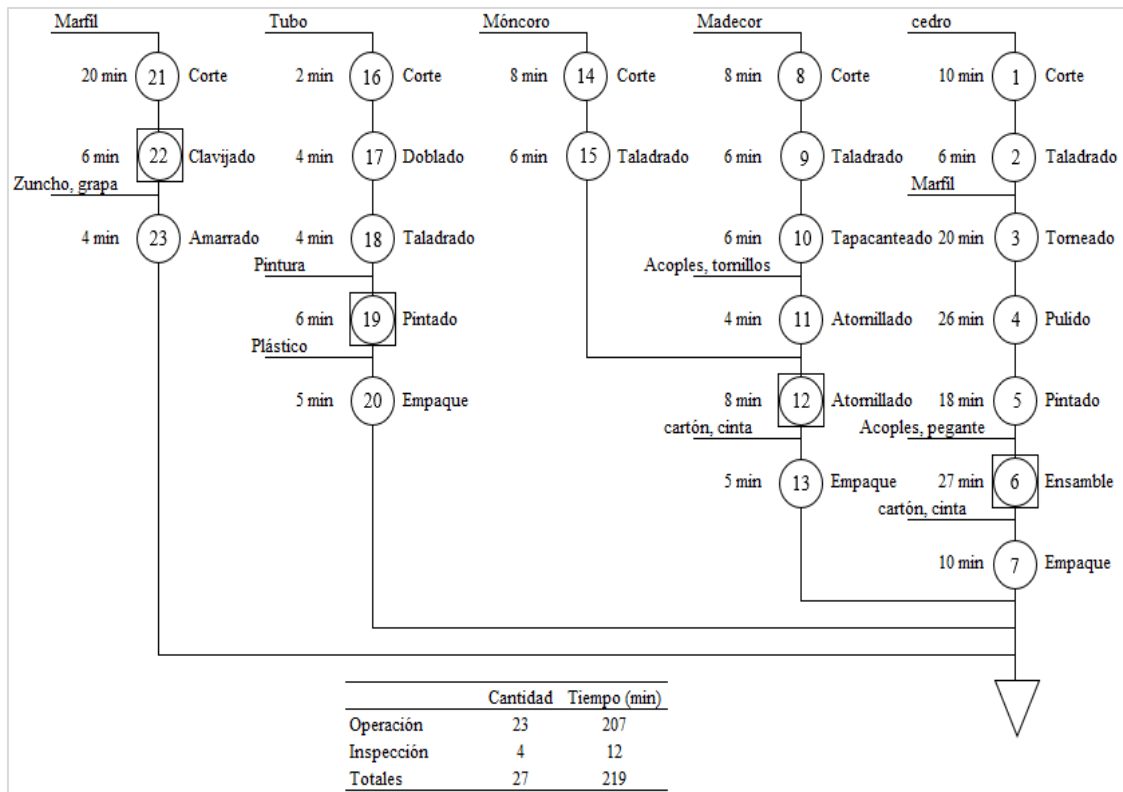 Marfil Tubo Móncoro Madecor cedro
20 min 21 Corte 2 min 16 Corte 8 min 14 Corte 8 min 8 Corte 10 min 1 Corte
6 min 22 Clavijado 4 min 17 Doblado 6 min 15 Taladrado 6 min 9 Taladrado 6 min 2 Taladrado
Zuncho, grapa Marfil
4 min 23 Amarrado 4 min 18 Taladrado 6 min 10 Tapacanteado 20 min 3 Torneado
Pintura Acoples, tornillos
6 min 19 Pintado 4 min 11 Atornillado 26 min 4 Pulido
Plástico
5 min 20 Empaque 8 min 12 Atornillado 18 min 5 Pintado
cartón, cinta Acoples, pegante
5 min 13 Empaque 27 min 6 Ensamble
cartón, cinta
10 min 7 Empaque
Cantidad Tiempo (min)
Operación 23 207
Inspección 4 12
Totales 27 219